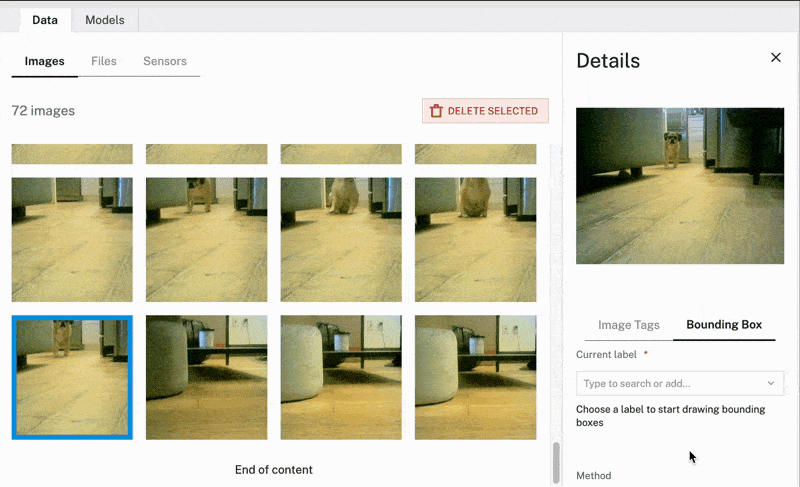 Data
Models
Images
Files
Sensors
72 images
DELETE SELECTED
End of content
Details
Image Tags
Bounding Box
Current label *
Type to search or add...
Choose a label to start drawing bounding
boxes
Method